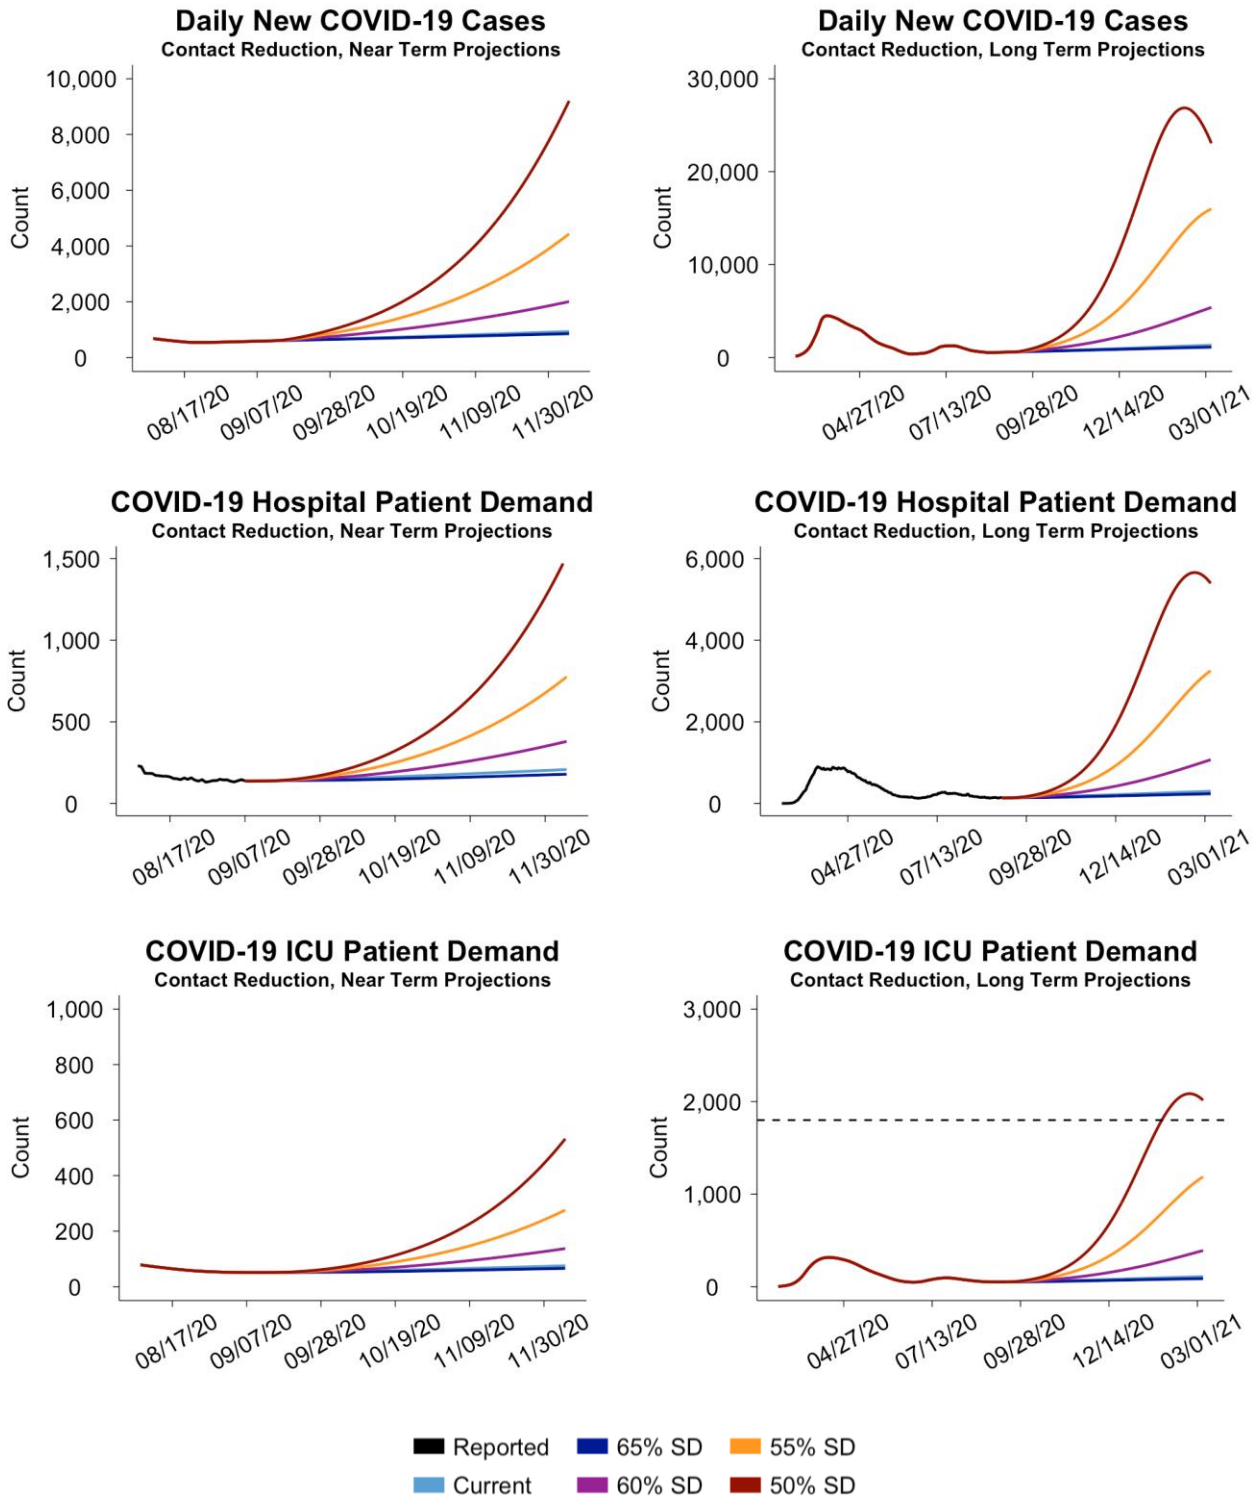 Daily New COVID-19 Cases
Contact Reduction, Near Term Projections
10,000
8,000
6,000
4,000
2,000
0
Count
08/17/20 09/07/20 09/28/20 10/19/20 11/09/20 11/30/20
Daily New COVID-19 Cases
Contact Reduction, Long Term Projections
30,000
20,000
10,000
0
Count
04/27/20 07/13/20 09/28/20 12/14/20 03/01/21
COVID-19 Hospital Patient Demand
Contact Reduction, Near Term Projections
1,500
1,000
500
0
Count
08/17/20 09/07/20 09/28/20 10/19/20 11/09/20 11/30/20
COVID-19 Hospital Patient Demand
Contact Reduction, Long Term Projections
6,000
4,000
2,000
0
Count
04/27/20 07/13/20 09/28/20 12/14/20 03/01/21
COVID-19 ICU Patient Demand
Contact Reduction, Near Term Projections
1,000
800
600
400
200
0
Count
08/17/20 09/07/20 09/28/20 10/19/20 11/09/20 11/30/20
COVID-19 ICU Patient Demand
Contact Reduction, Long Term Projections
3,000
2,000
1,000
0
Count
04/27/20 07/13/20 09/28/20 12/14/20 03/01/21
Reported 65% SD 55% SD
Current 60% SD 50% SD